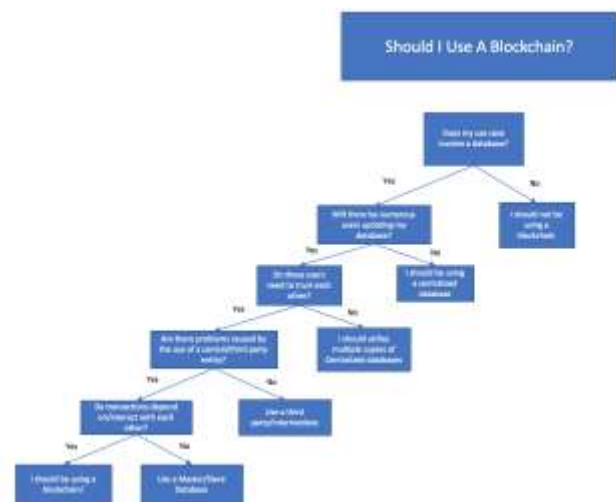 Should I Use A Blockchain?
Does my use case
involve a database?
Yes
No
Will there be numerous
users updating my
database?
I should not be
using a
blockchain
Yes
No
Do these users
need to trust each
other?
I should be using
a centralized
database
Yes
No
Are there problems caused by
the use of a central/third party
entity?
I should utilize
multiple copies of
Centralized databases
Yes
No
Do transactions depend
on/interact with each
other?
Use a third
party/intermediary
Yes
No
I should be using a
blockchain!
Use a Master/Slave
Database